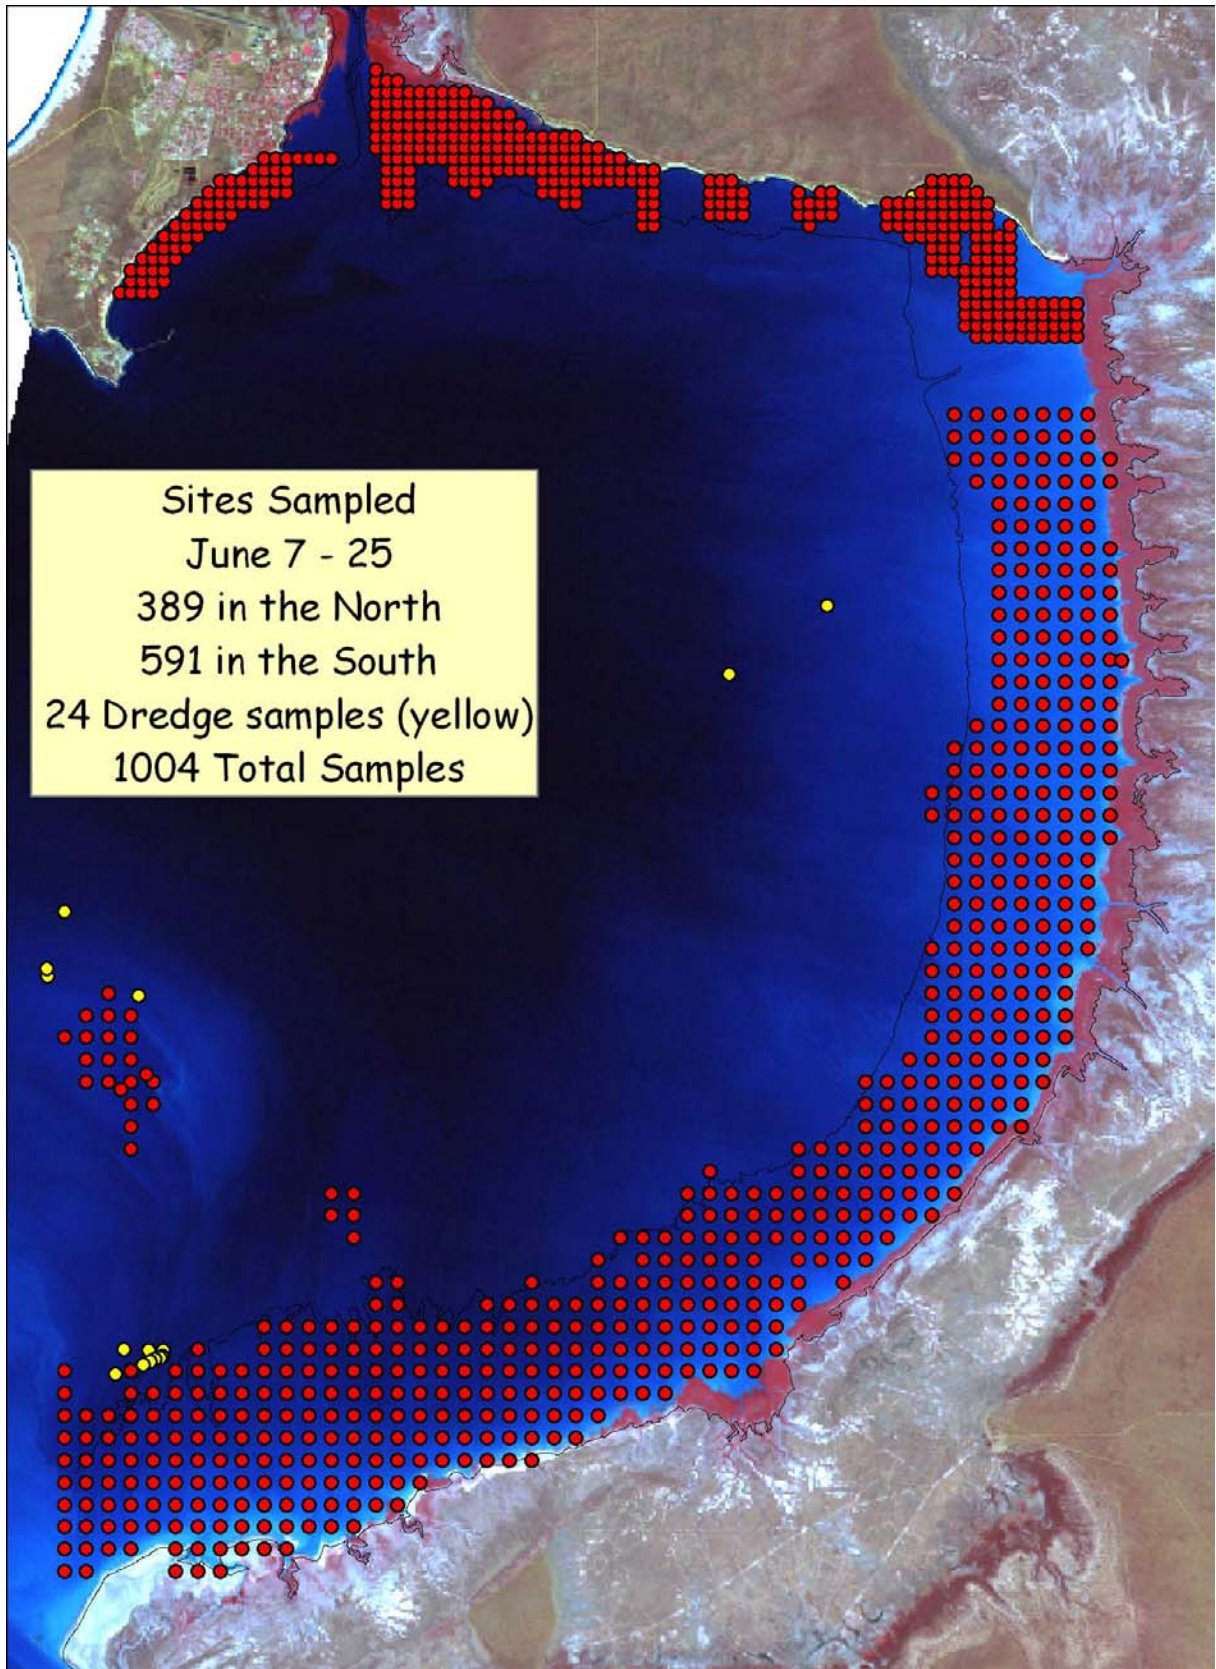 Sites Sampled
June 7 - 25
389 in the North
591 in the South
24 Dredge samples (yellow)
1004 Total Samples